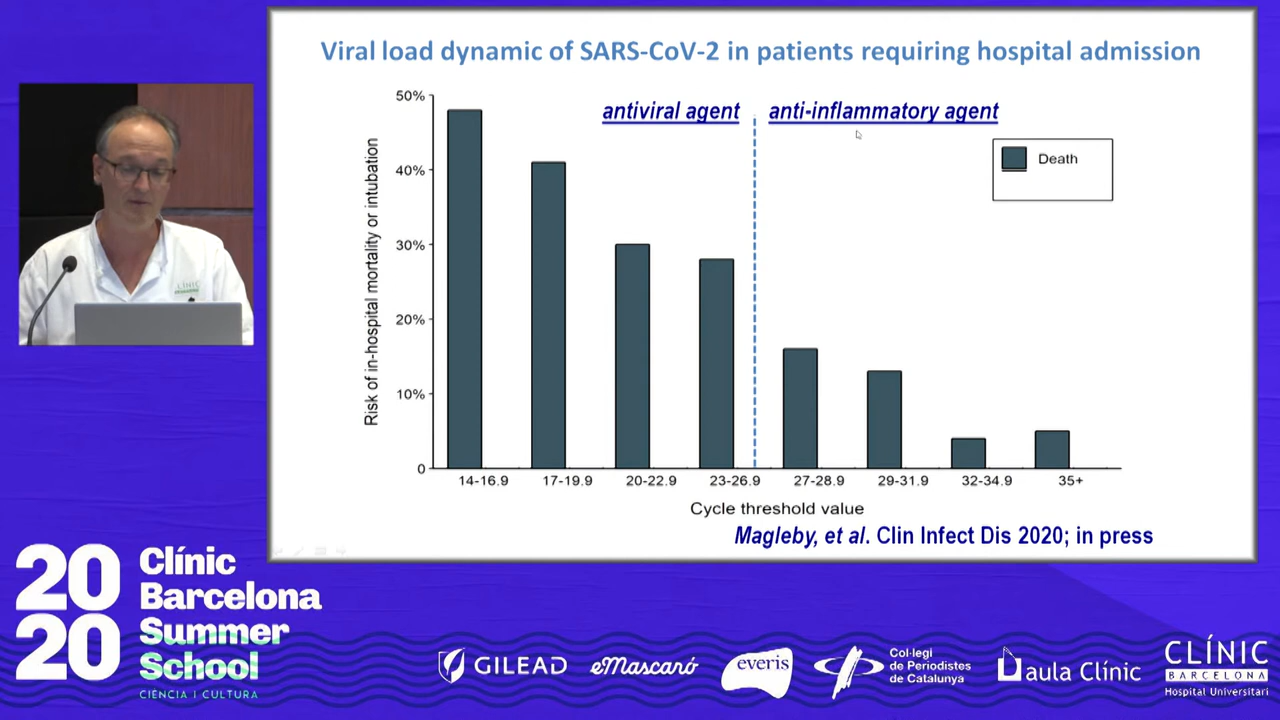 Viral load dynamic of SARS-CoV-2 in patients requiring hospital admission
antiviral agent
anti-inflammatory agent
Death
Risk of in-hospital mortality or intubation
50%
40%
30%
20%
10%
0
14-16.9
17-19.9
20-22.9
23-26.9
27-28.9
29-31.9
32-34.9
35+
Cycle threshold value
Magleby, et al. Clin Infect Dis 2020; in press
CLÍNIC
20
20
Clínic
Barcelona
Summer
School
CIÈNCIA I CULTURA
GILEAD
eMascaró
everis
Col·legi
de Periodistes
de Catalunya
aula Clínic
CLÍNIC
BARCELONA
Hospital Universitari